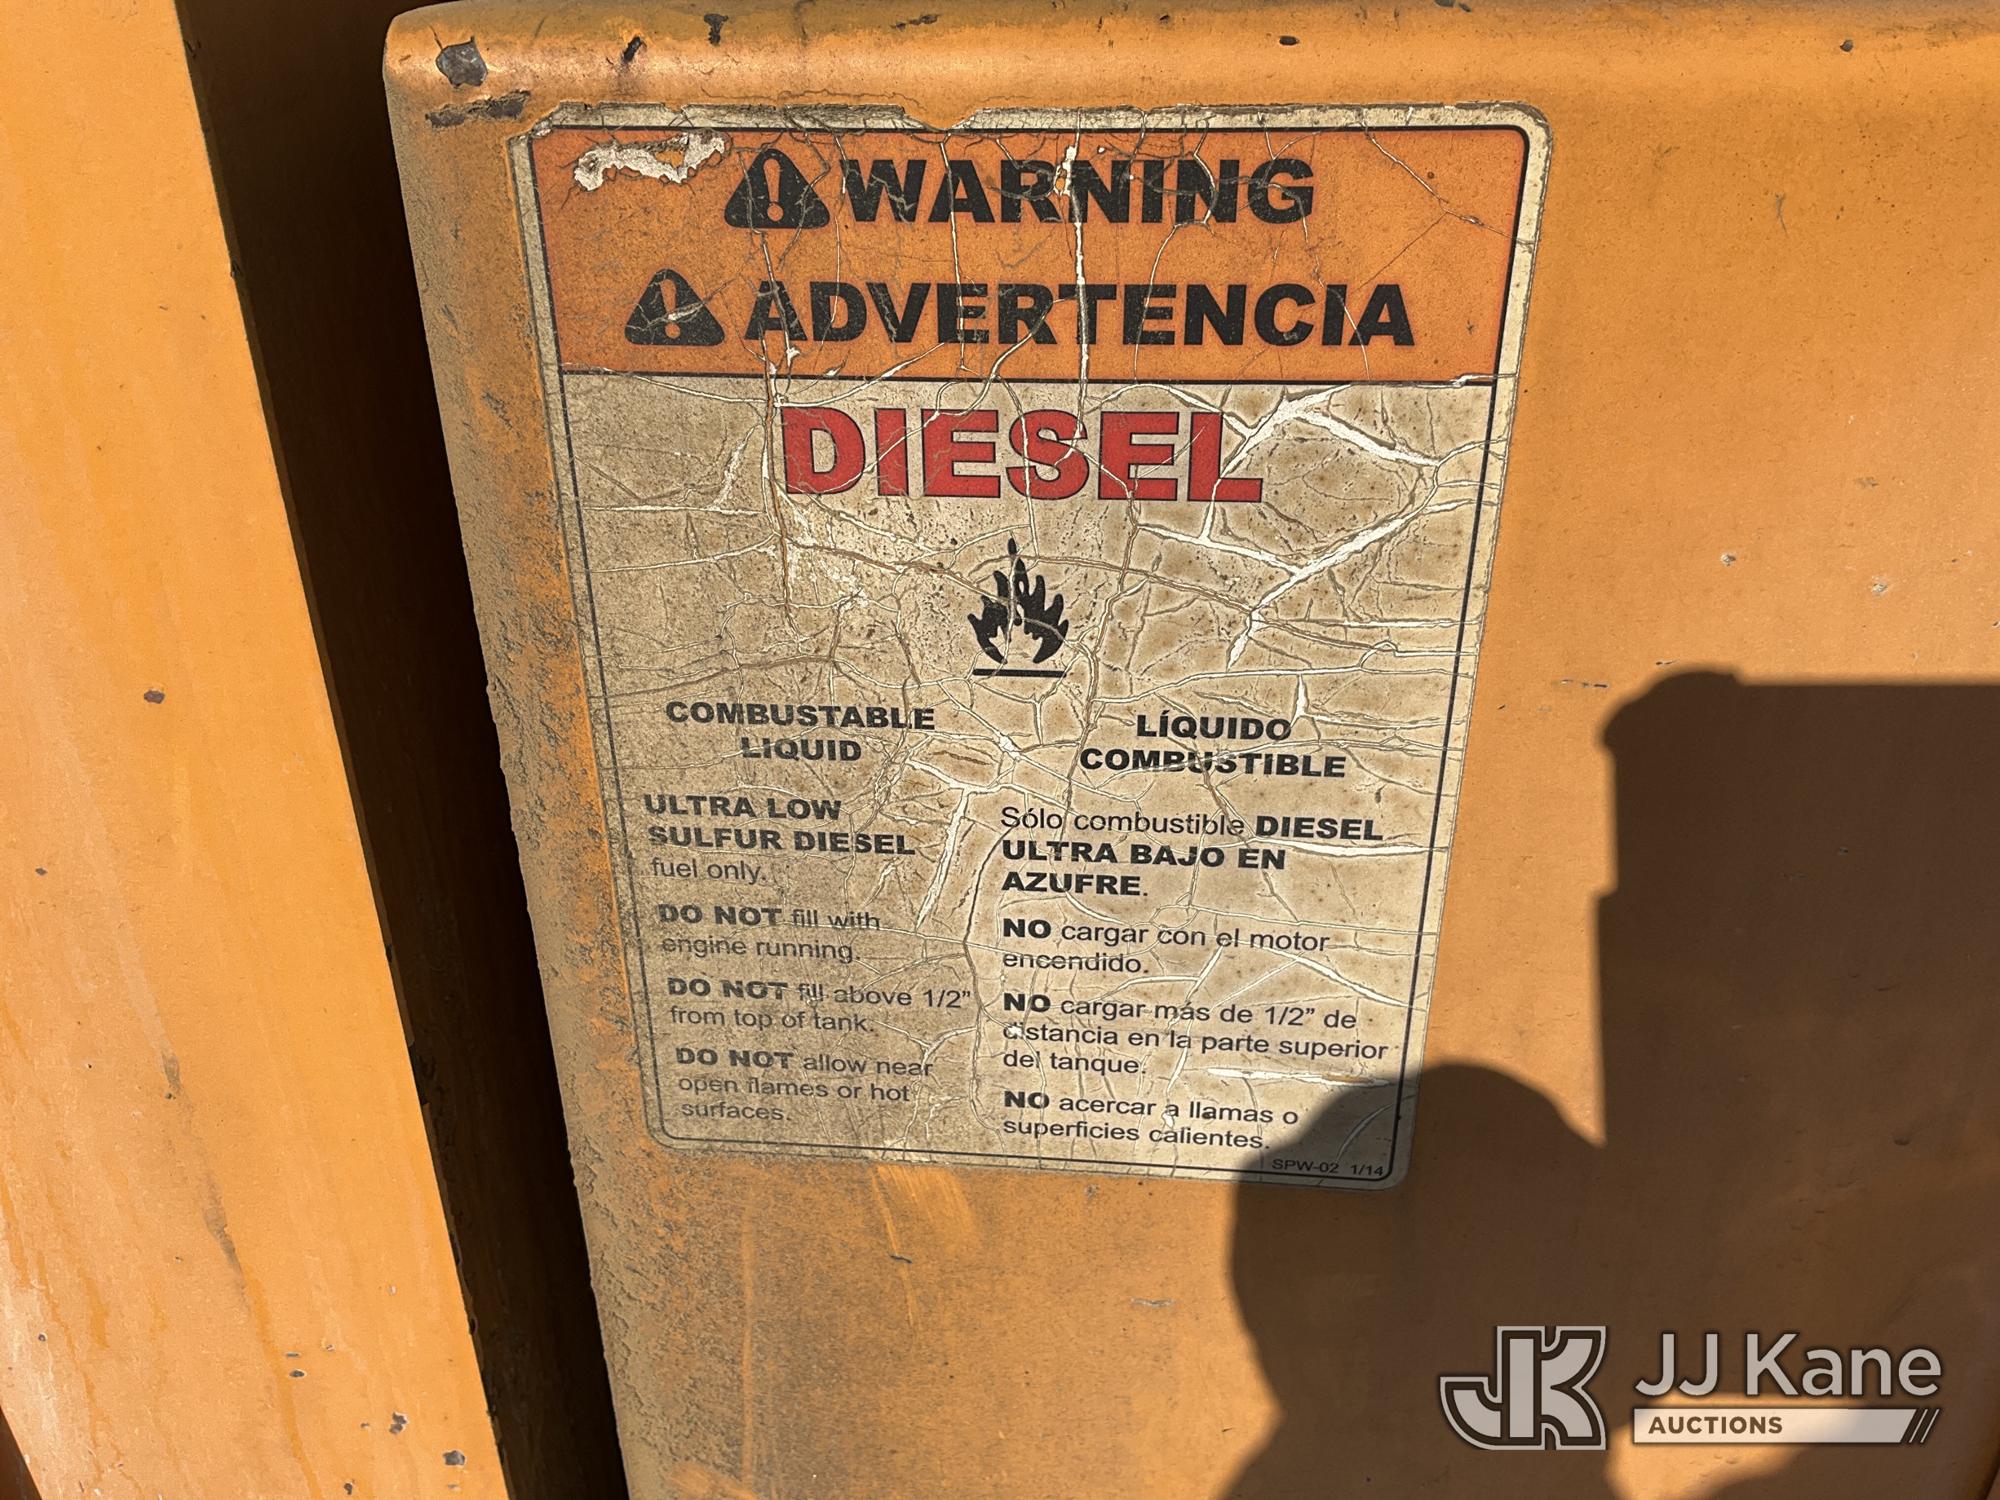 WARNING
ADVERTENCIA
DIESEL
COMBUSTABLE
LIQUID
ULTRA LOW
SULFUR DIESEL
fuel only.
DO NOT fill with
engine running.
DO NOT fill above 1/2"
from top of tank.
DO NOT allow near
open flames or hot
surfaces.
LÍQUIDO
COMBUSTIBLE
Sólo combustible DIESEL
ULTRA BAJO EN
AZUFRE.
NO cargar con el motor
encendido.
NO cargar más de 1/2" de
distancia en la parte superior
del tanque.
NO acercar a llamas o
superficies calientes.
SPW-02 1/14
JK JJ Kane
AUCTIONS